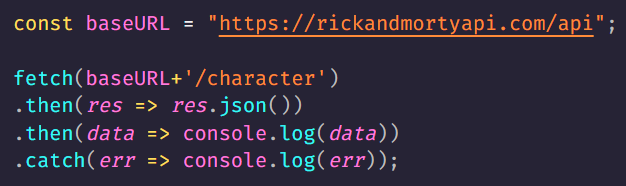 const baseURL = "https://rickandmortyapi.com/api";
fetch(baseURL+'/character')
.then(res => res.json())
.then(data => console.log(data))
.catch(err => console.log(err));